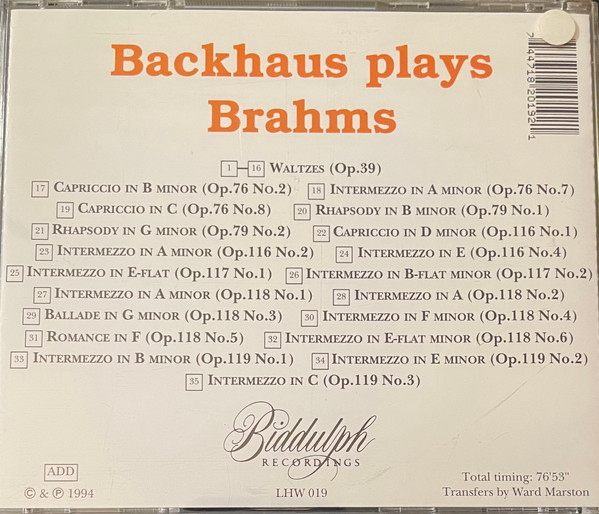 Backhaus plays
Brahms
7 44718 20192 1
1–16 WALTZES (Op.39)
17 CAPRICCIO IN B MINOR (Op.76 No.2) 18 INTERMEZZO IN A MINOR (Op.76 No.7)
19 CAPRICCIO IN C (Op.76 No.8) 20 RHAPSODY IN B MINOR (Op.79 No.1)
21 RHAPSODY IN G MINOR (Op.79 No.2) 22 CAPRICCIO IN D MINOR (Op.116 No.1)
23 INTERMEZZO IN A MINOR (Op.116 No.2) 24 INTERMEZZO IN E (Op.116 No.4)
25 INTERMEZZO IN E-FLAT (Op.117 No.1) 26 INTERMEZZO IN B-FLAT MINOR (Op.117 No.2)
27 INTERMEZZO IN A MINOR (Op.118 No.1) 28 INTERMEZZO IN A (Op.118 No.2)
29 BALLADE IN G MINOR (Op.118 No.3) 30 INTERMEZZO IN F MINOR (Op.118 No.4)
31 ROMANCE IN F (Op.118 No.5) 32 INTERMEZZO IN E-FLAT MINOR (Op.118 No.6)
33 INTERMEZZO IN B MINOR (Op.119 No.1) 34 INTERMEZZO IN E MINOR (Op.119 No.2)
35 INTERMEZZO IN C (Op.119 No.3)
Biddulph
RECORDINGS
ADD
© & ℗ 1994
LHW 019
Total timing: 76'53"
Transfers by Ward Marston